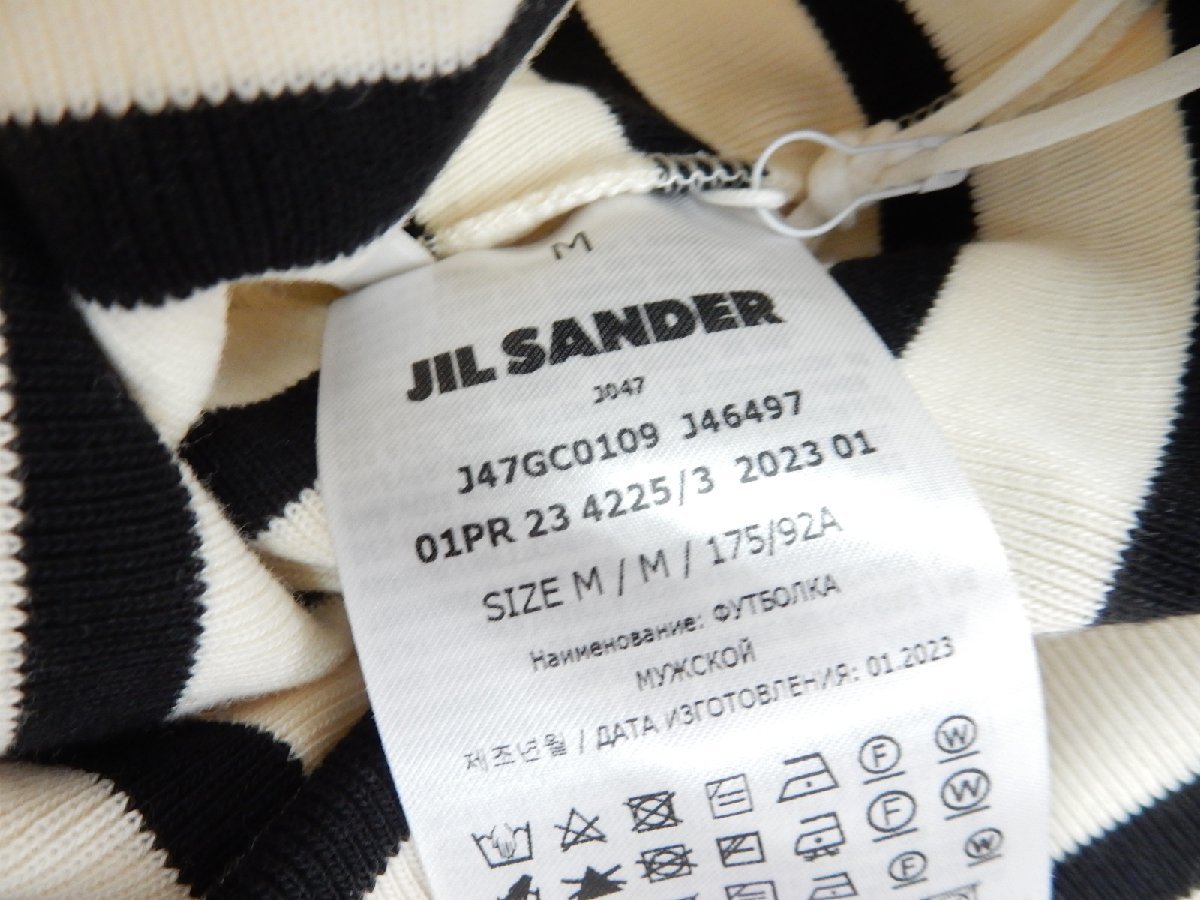 M
JIL SANDER
J047
J47GC0109 J46497
01PR 23 4225/3 2023 01
SIZE M / M / 175/92A
Наименование: ФУТБОЛКА
МУЖСКОЙ
제조년월 / ДАТА ИЗГОТОВЛЕНИЯ: 01.2023
F W
F W
F W